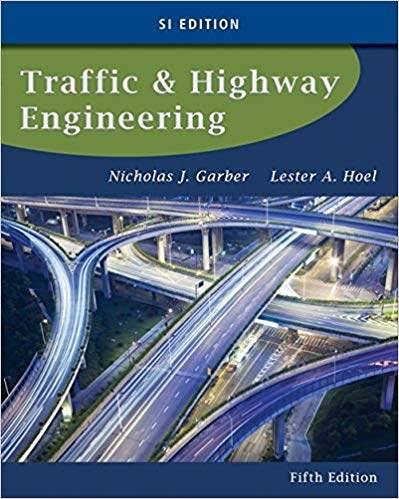 SI EDITION
Traffic & Highway
Engineering
Nicholas J. Garber Lester A. Hoel
Fifth Edition